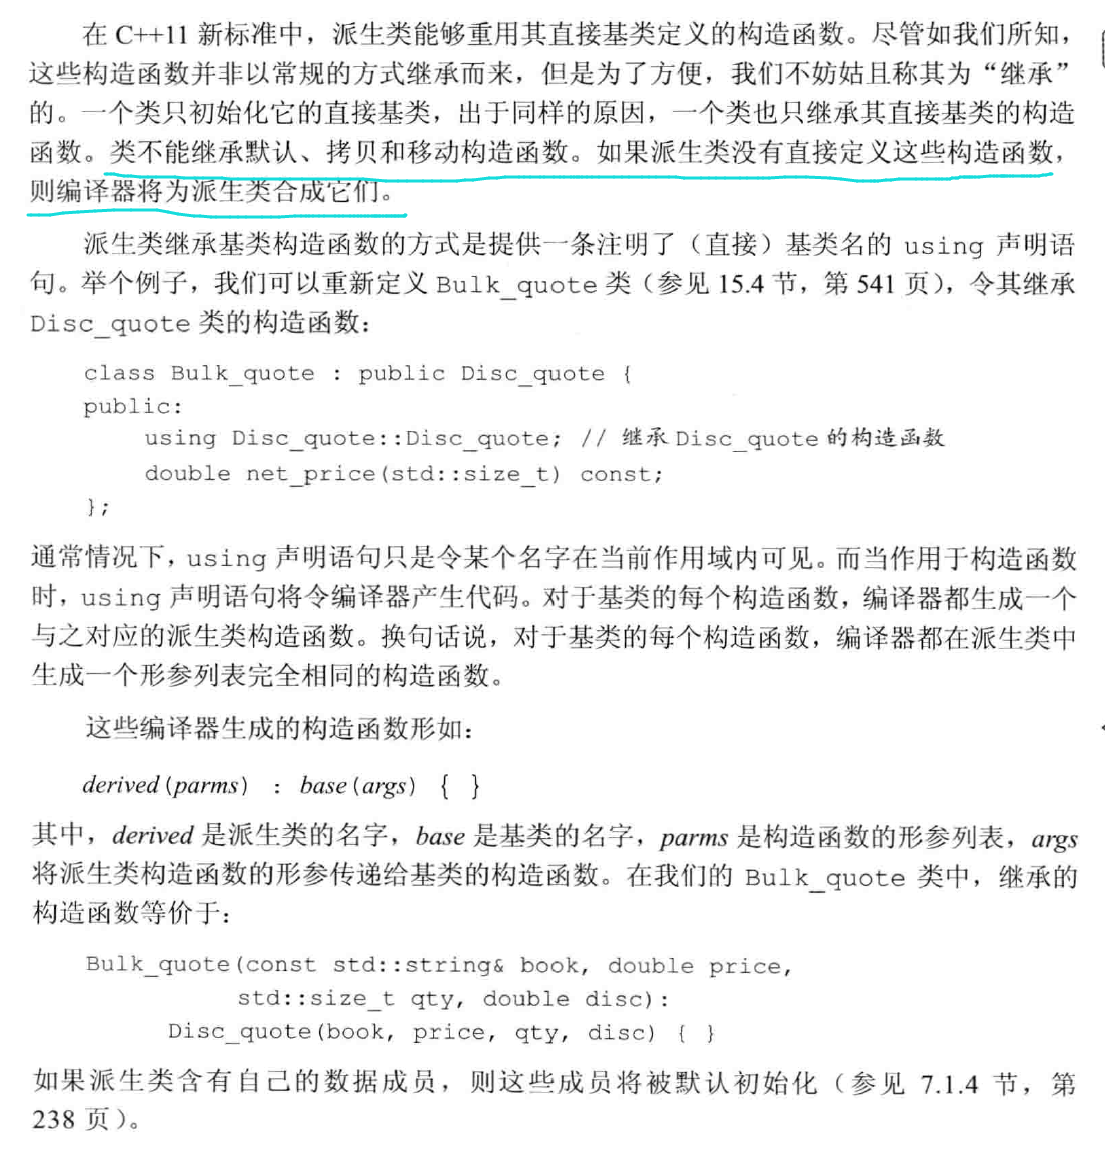 在 C++11 新标准中，派生类能够重用其直接基类定义的构造函数。尽管如我们所知，
这些构造函数并非以常规的方式继承而来，但是为了方便，我们不妨姑且称其为“继承”
的。一个类只初始化它的直接基类，出于同样的原因，一个类也只继承其直接基类的构造
函数。类不能继承默认、拷贝和移动构造函数。如果派生类没有直接定义这些构造函数，
则编译器将为派生类合成它们。
派生类继承基类构造函数的方式是提供一条注明了（直接）基类名的 using 声明语
句。举个例子，我们可以重新定义 Bulk_quote 类（参见 15.4 节，第 541 页），令其继承
Disc_quote 类的构造函数：
class Bulk_quote : public Disc_quote {
public:
    using Disc_quote::Disc_quote; // 继承 Disc_quote 的构造函数
    double net_price(std::size_t) const;
};
通常情况下，using 声明语句只是令某个名字在当前作用域内可见。而当作用于构造函数
时，using 声明语句将令编译器产生代码。对于基类的每个构造函数，编译器都生成一个
与之对应的派生类构造函数。换句话说，对于基类的每个构造函数，编译器都在派生类中
生成一个形参列表完全相同的构造函数。
这些编译器生成的构造函数形如：
derived(parms) : base(args) { }
其中，derived 是派生类的名字，base 是基类的名字，parms 是构造函数的形参列表，args
将派生类构造函数的形参传递给基类的构造函数。在我们的 Bulk_quote 类中，继承的
构造函数等价于：
Bulk_quote(const std::string& book, double price,
           std::size_t qty, double disc):
      Disc_quote(book, price, qty, disc) { }
如果派生类含有自己的数据成员，则这些成员将被默认初始化（参见 7.1.4 节，第
238 页）。